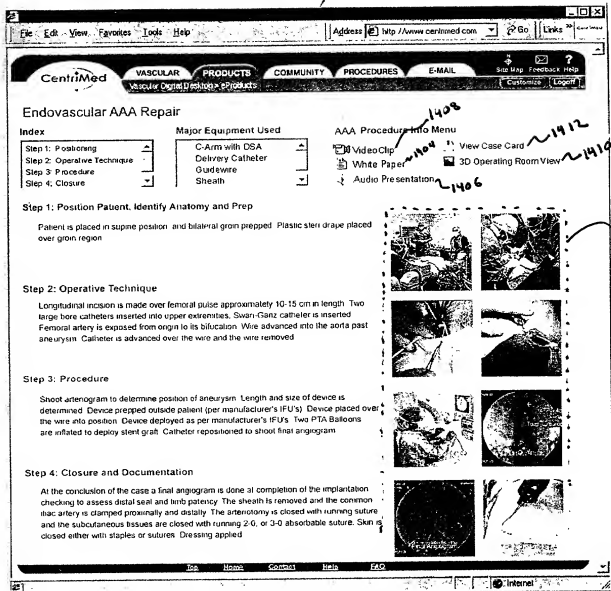 File Edit View Favorites Tools Help
Address http //www centrimed com Go Links
CentriMed
VASCULAR PRODUCTS COMMUNITY PROCEDURES E-MAIL
Site Map Feedback Help
Vascular Digital Desktop > eProducts
Customize Logoff
Endovascular AAA Repair
Index Major Equipment Used AAA Procedure Info Menu
Step 1: Positioning
Step 2: Operative Technique
Step 3: Procedure
Step 4; Closure
C-Arm with DSA
Delivery Catheter
Guidewire
Sheath
VideoClip 1408
View Case Card 1412
White Paper 1404
3D Operating Room View 1410
Audio Presentation 1406
Step 1: Position Patient, Identify Anatomy and Prep
Patient is placed in supine position and bilateral groin prepped Plastic steri drape placed
over groin region
Step 2: Operative Technique
Longitudinal incision is made over femoral pulse approximately 10-15 cm in length Two
large bore catheters inserted into upper extremities, Swan-Ganz catheter is inserted
Femoral artery is exposed from origin to its bifucation Wire advanced into the aorta past
aneurysm Catheter is advanced over the wire and the wire removed
Step 3: Procedure
Shoot arteriogram to determine position of aneurysm Length and size of device is
determined Device prepped outside patient (per manufacturer's IFU's) Device placed over
the wire into position Device deployed as per manufacturer's IFU's Two PTA Balloons
are inflated to deploy stent graft Catheter repositioned to shoot final angiogram
Step 4: Closure and Documentation
At the conclusion of the case a final angiogram is done at completion of the implantation
checking to assess distal seal and limb patency The sheath is removed and the common
iliac artery is clamped proximally and distally The arteriotomy is closed with running suture
and the subcutaneous tissues are closed with running 2-0, or 3-0 absorbable suture. Skin is
closed either with staples or sutures Dressing applied
Final Angiogram
Top Home Contact Help FAQ
Internet